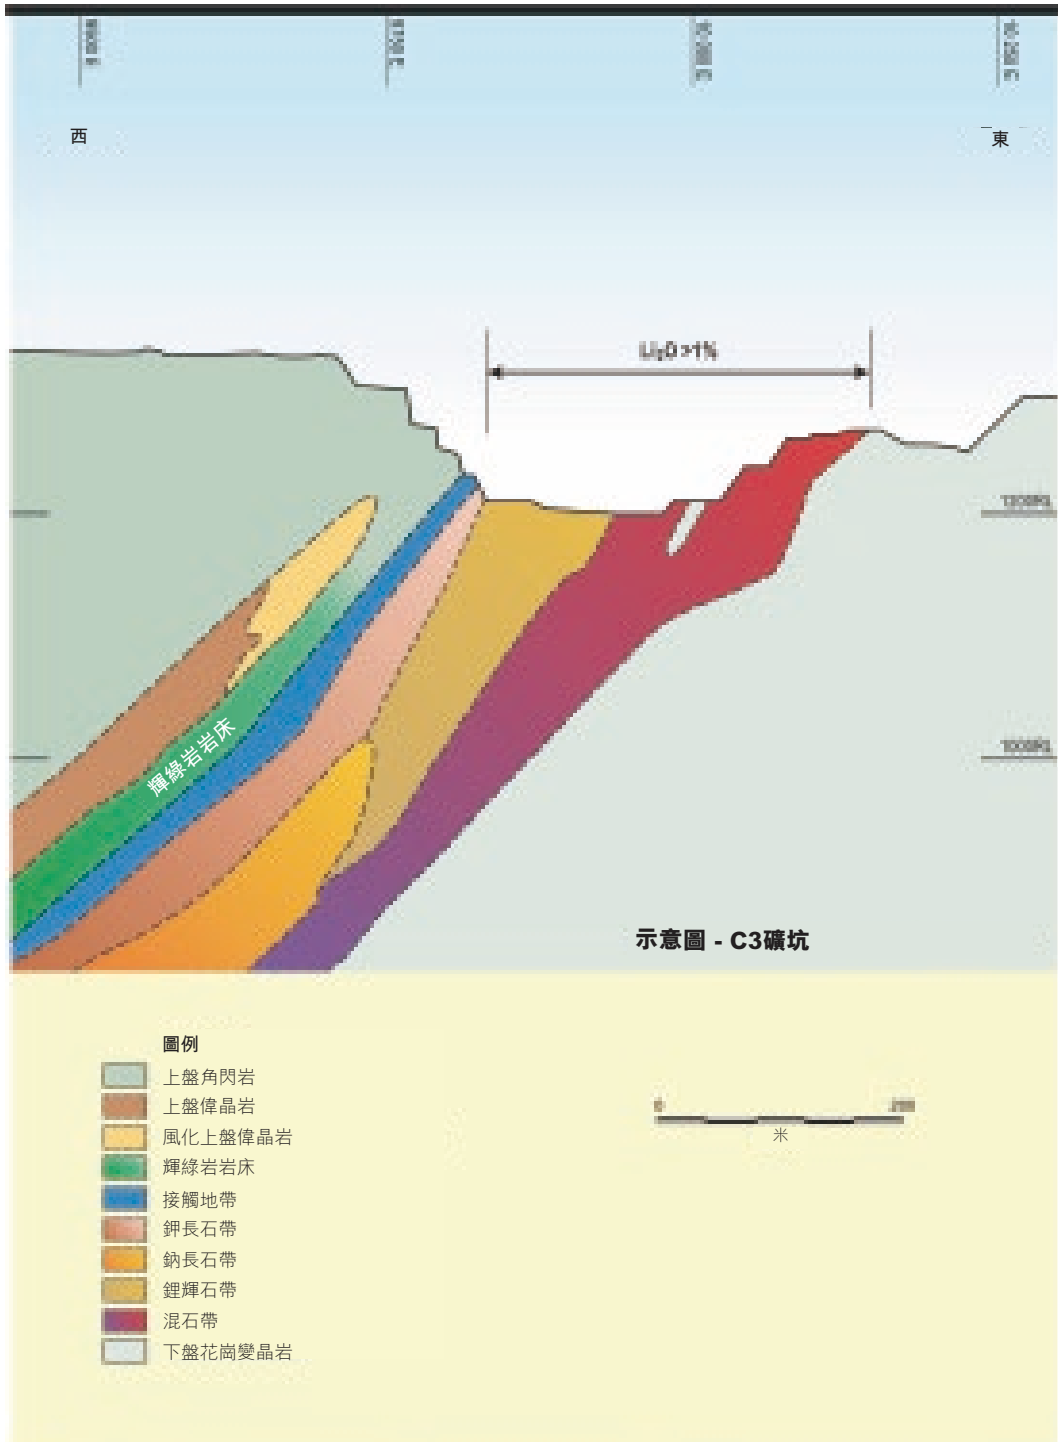 西
東
Li₂O >1%
1200RL
1000RL
輝綠岩岩床
示意圖 - C3礦坑
圖例
上盤角閃岩
上盤偉晶岩
風化上盤偉晶岩
輝綠岩岩床
接觸地帶
鉀長石帶
鈉長石帶
鋰輝石帶
混石帶
下盤花崗變晶岩
0
200
米